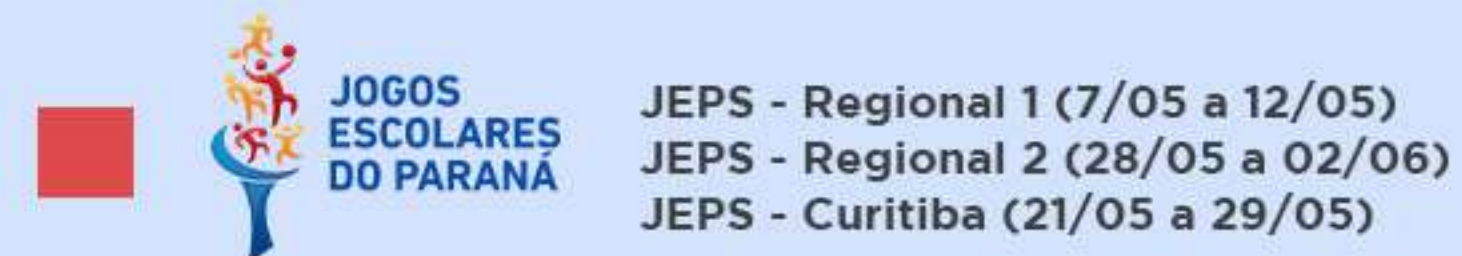 JOGOS
ESCOLARES
DO PARANÁ
JEPS - Regional 1 (7/05 a 12/05)
JEPS - Regional 2 (28/05 a 02/06)
JEPS - Curitiba (21/05 a 29/05)